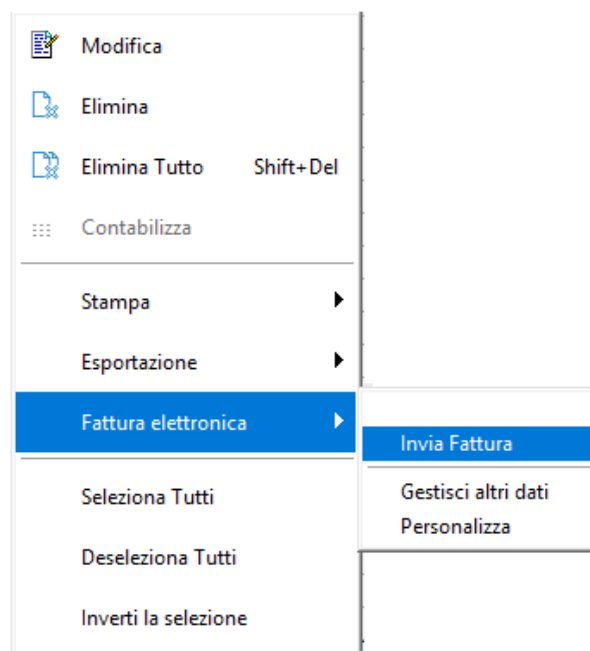 Modifica
Elimina
Elimina Tutto Shift+Del
Contabilizza
Stampa
Esportazione
Fattura elettronica
Invia Fattura
Gestisci altri dati
Personalizza
Seleziona Tutti
Deseleziona Tutti
Inverti la selezione